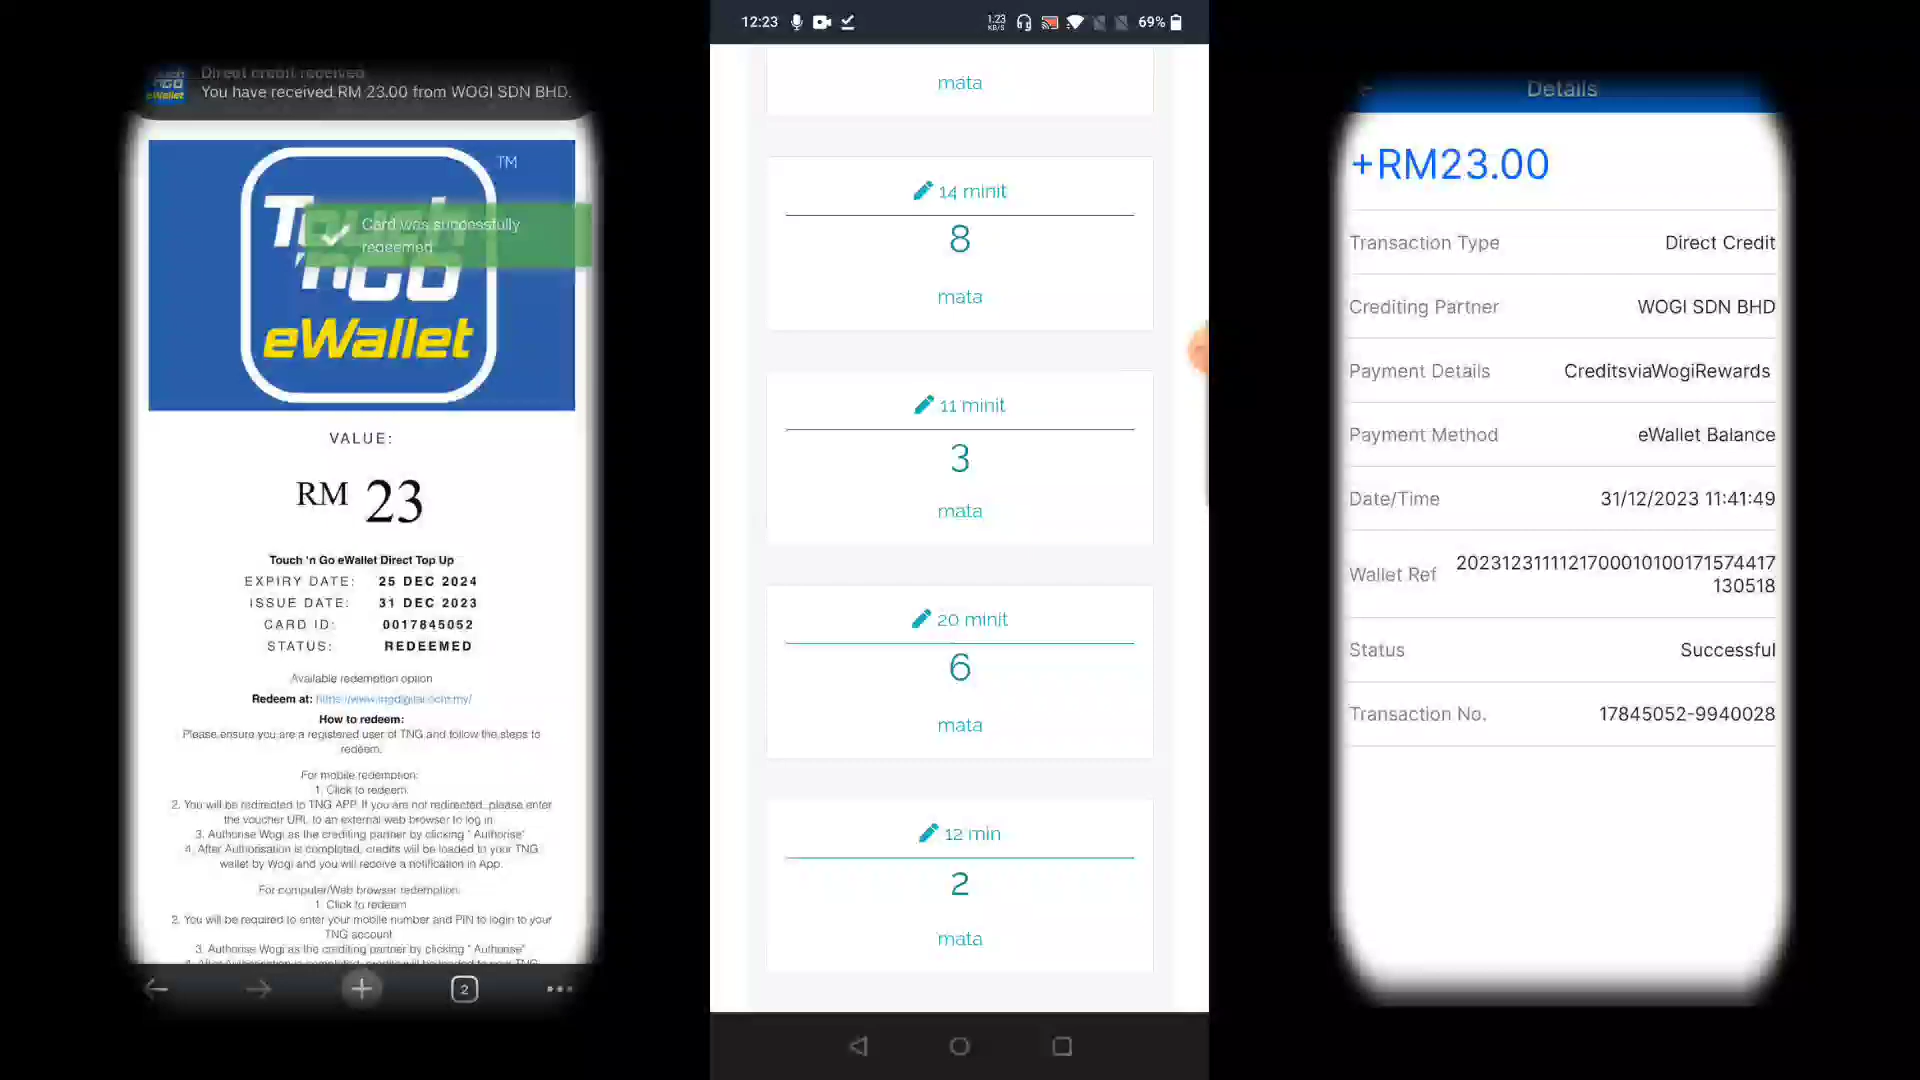 Direct credit received
You have received RM 23.00 from WOGI SDN BHD.
TM
Touch
'nGO
eWallet
Card was successfully
redeemed
VALUE:
RM 23
Touch 'n Go eWallet Direct Top Up
EXPIRY DATE: 25 DEC 2024
ISSUE DATE: 31 DEC 2023
CARD ID: 0017845052
STATUS: REDEEMED
Available redemption option
Redeem at: https://www.tngdigital.com.my/
How to redeem:
Please ensure you are a registered user of TNG and follow the steps to
redeem.
For mobile redemption:
1. Click to redeem.
2. You will be redirected to TNG APP. If you are not redirected, please enter
the voucher URL to an external web browser to log in
3. Authorise Wogi as the crediting partner by clicking "Authorise"
4. After Authorisation is completed, credits will be loaded to your TNG
wallet by Wogi and you will receive a notification in App.
For computer/Web browser redemption:
1. Click to redeem
2. You will be required to enter your mobile number and PIN to login to your
TNG account
3. Authorise Wogi as the crediting partner by clicking "Authorise"
2
12:23
1.23
KB/S
69%
mata
14 minit
8
mata
11 minit
3
mata
20 minit
6
mata
12 min
2
mata
Details
+RM23.00
Transaction Type Direct Credit
Crediting Partner WOGI SDN BHD
Payment Details CreditsviaWogiRewards
Payment Method eWallet Balance
Date/Time 31/12/2023 11:41:49
Wallet Ref 2023123111121700010100171574417
130518
Status Successful
Transaction No. 17845052-9940028